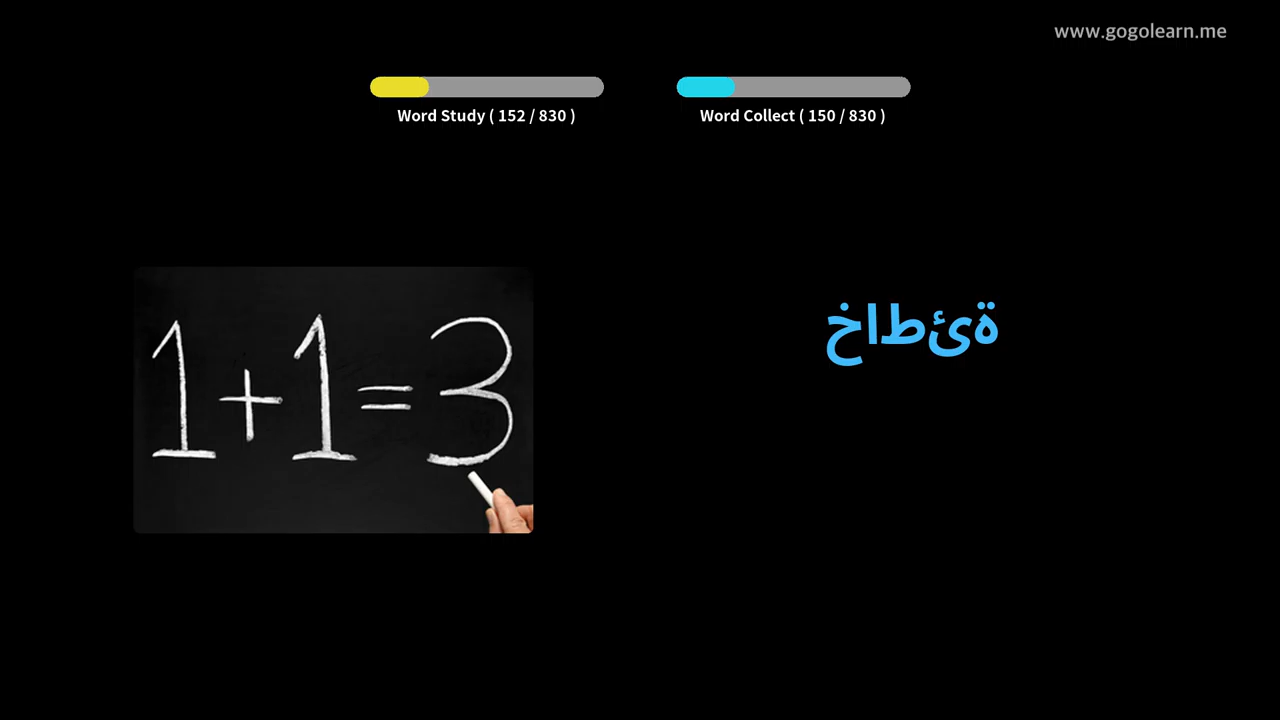 www.gogolearn.me
Word Study ( 152 / 830 )
Word Collect ( 150 / 830 )
1+1=3
خاطئة